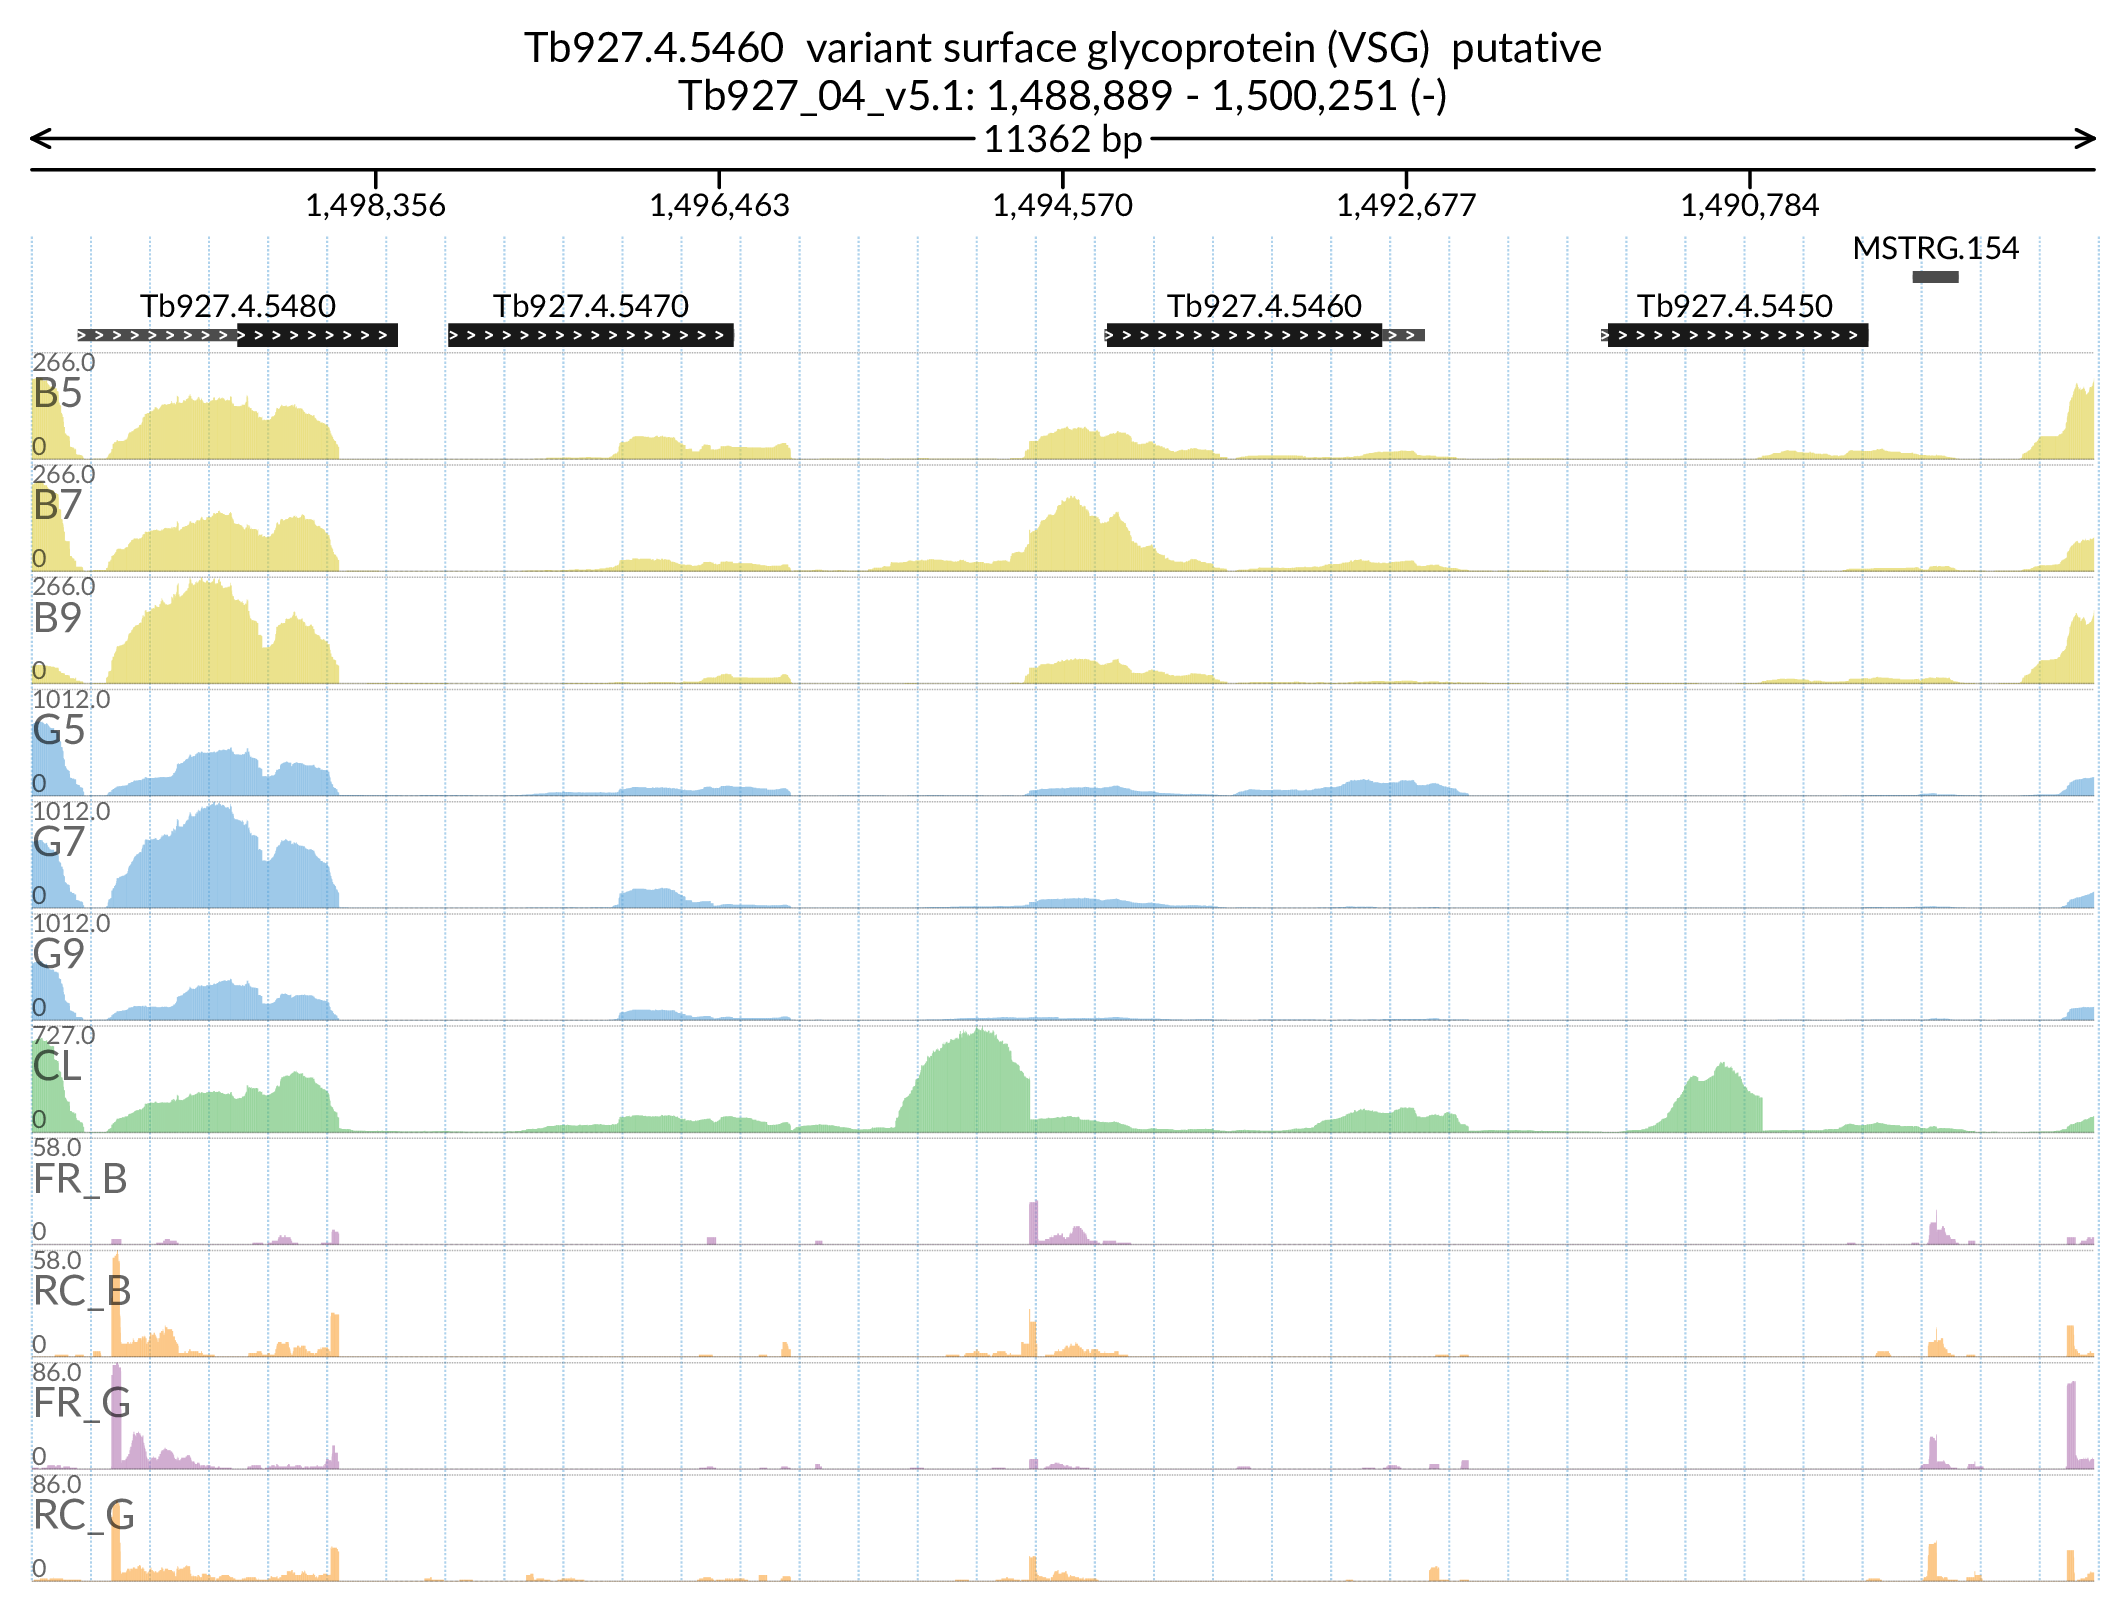 Tb927.4.5460 variant surface glycoprotein (VSG) putative
Tb927_04_v5.1: 1,488,889 - 1,500,251 (-)
11362 bp
1,498,356 1,496,463 1,494,570 1,492,677 1,490,784
MSTRG.154
Tb927.4.5480 Tb927.4.5470 Tb927.4.5460 Tb927.4.5450
266.0
B5
0
266.0
B7
0
266.0
B9
0
1012.0
G5
0
1012.0
G7
0
1012.0
G9
0
727.0
CL
0
58.0
FR_B
0
58.0
RC_B
0
86.0
FR_G
0
86.0
RC_G
0